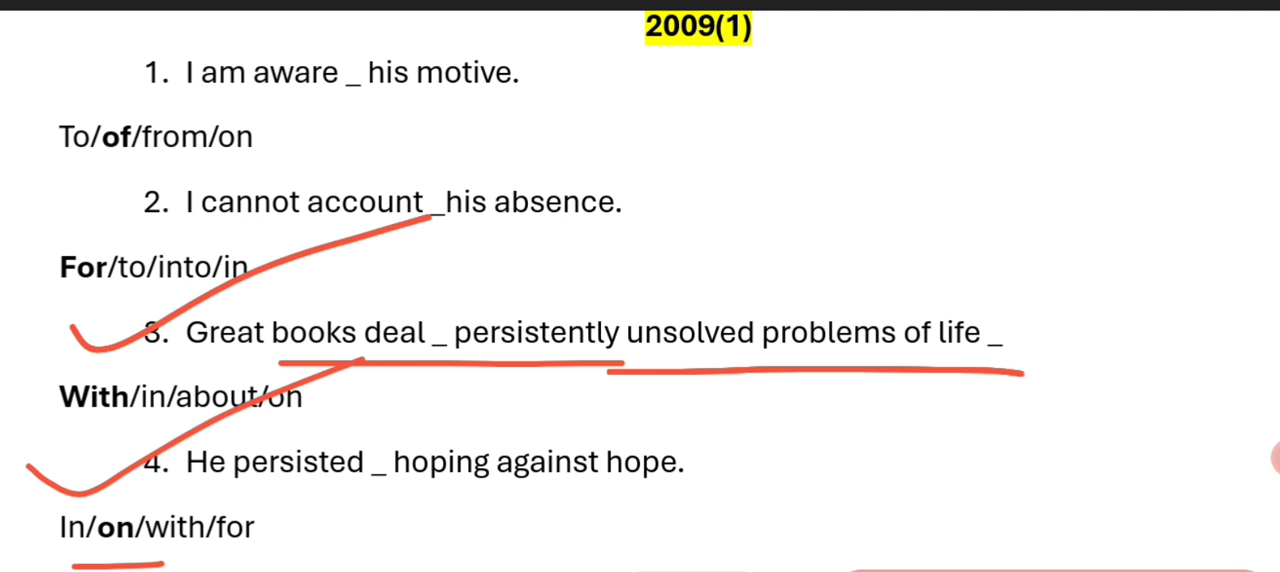 2009(1)
1. I am aware _ his motive.
To/of/from/on
2. I cannot account _his absence.
For/to/into/in
3. Great books deal _ persistently unsolved problems of life _
With/in/about/on
4. He persisted _ hoping against hope.
In/on/with/for